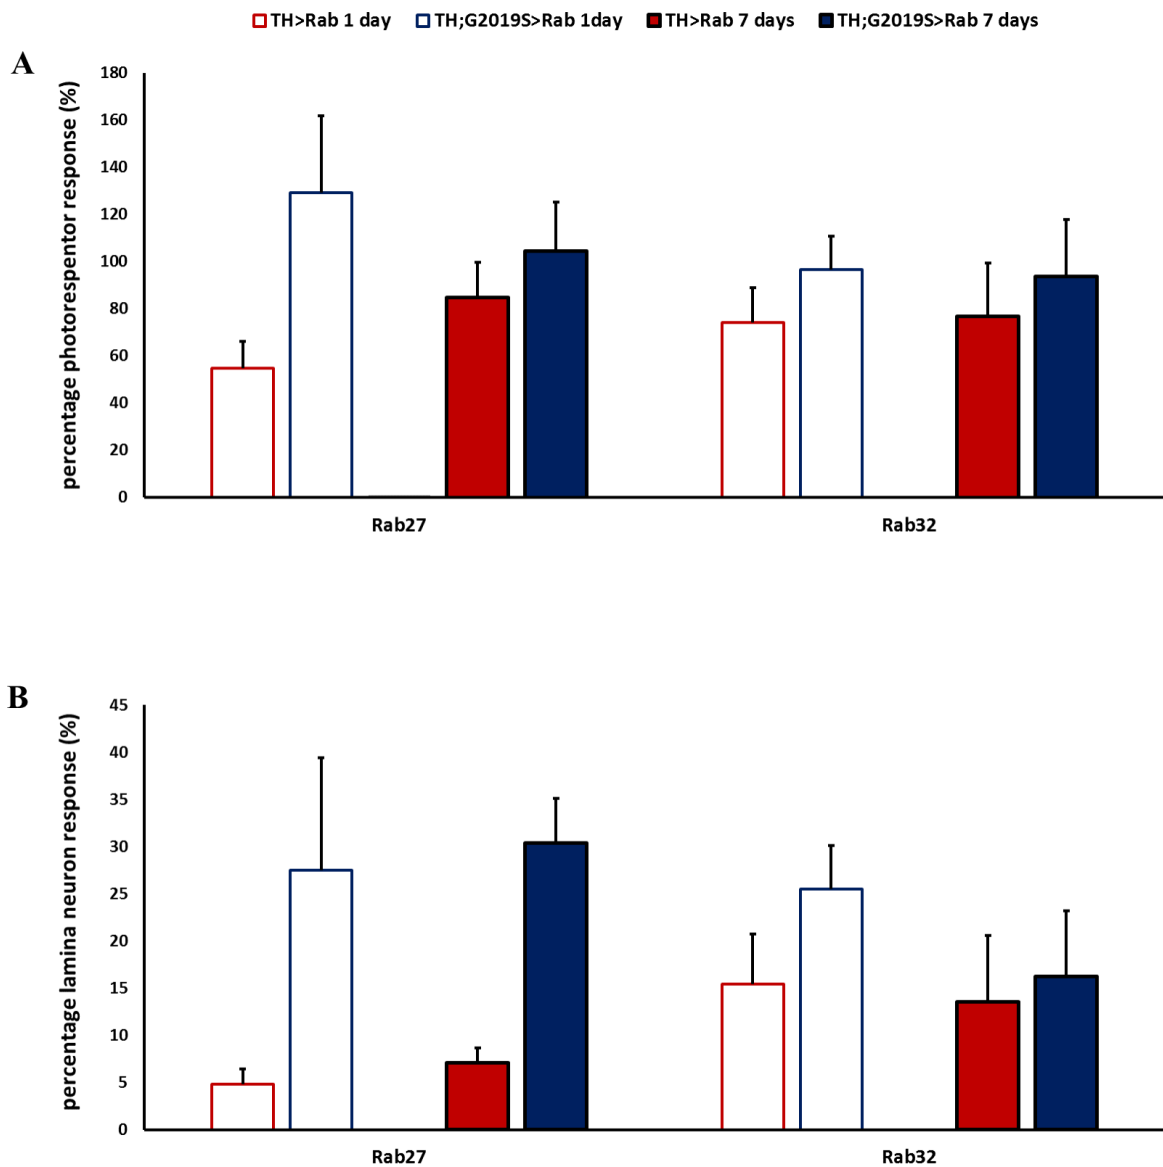 TH>Rab 1 day TH;G2019S>Rab 1day TH>Rab 7 days TH;G2019S>Rab 7 days
A
percentage photorespentor response (%)
180
160
140
120
100
80
60
40
20
0
Rab27 Rab32
B
percentage lamina neuron response (%)
45
40
35
30
25
20
15
10
5
0
Rab27 Rab32